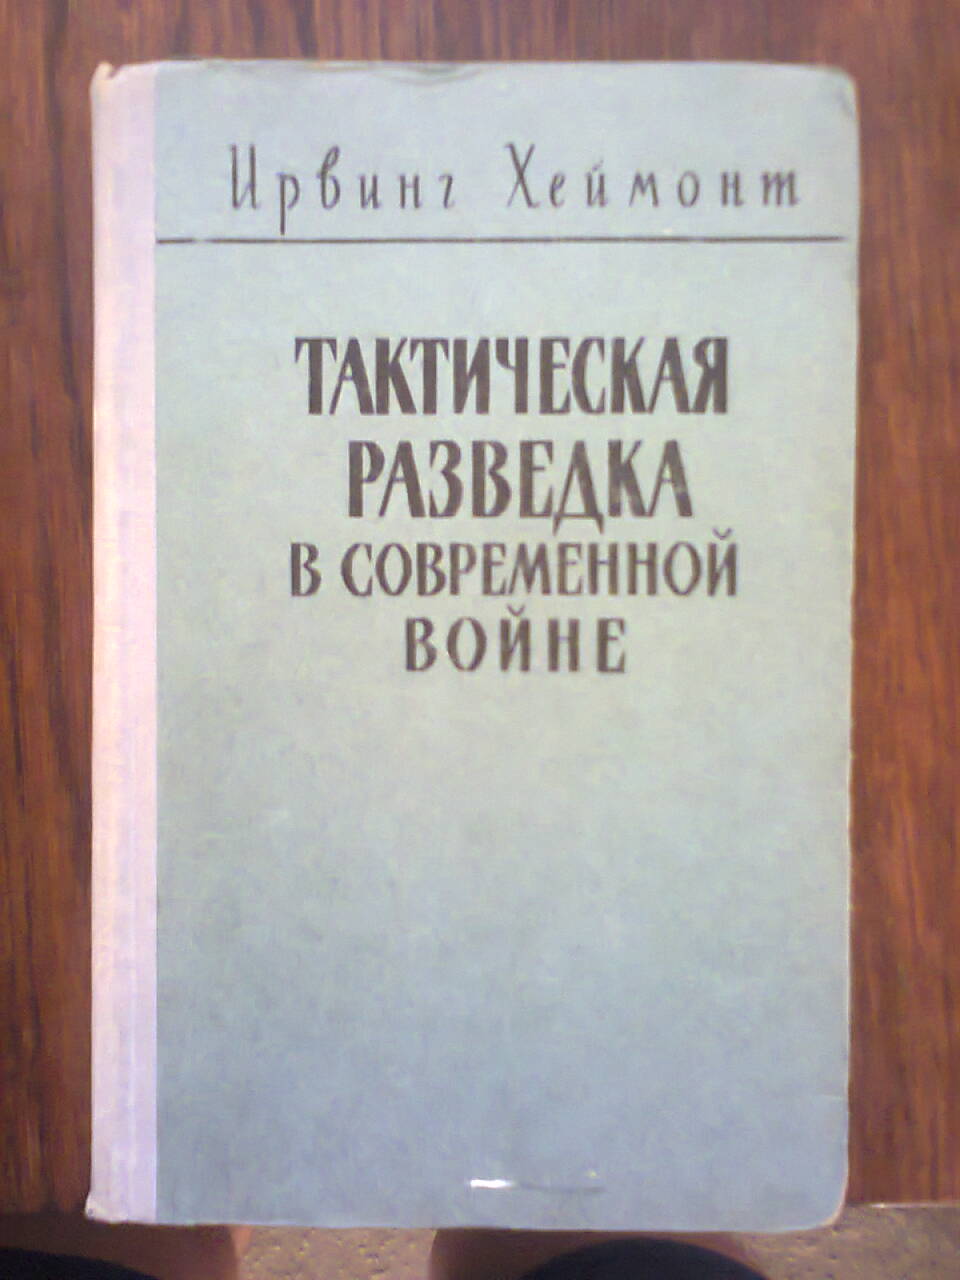 Ирвинг Хеймонт
ТАКТИЧЕСКАЯ
РАЗВЕДКА
В СОВРЕМЕННОЙ
ВОЙНЕ